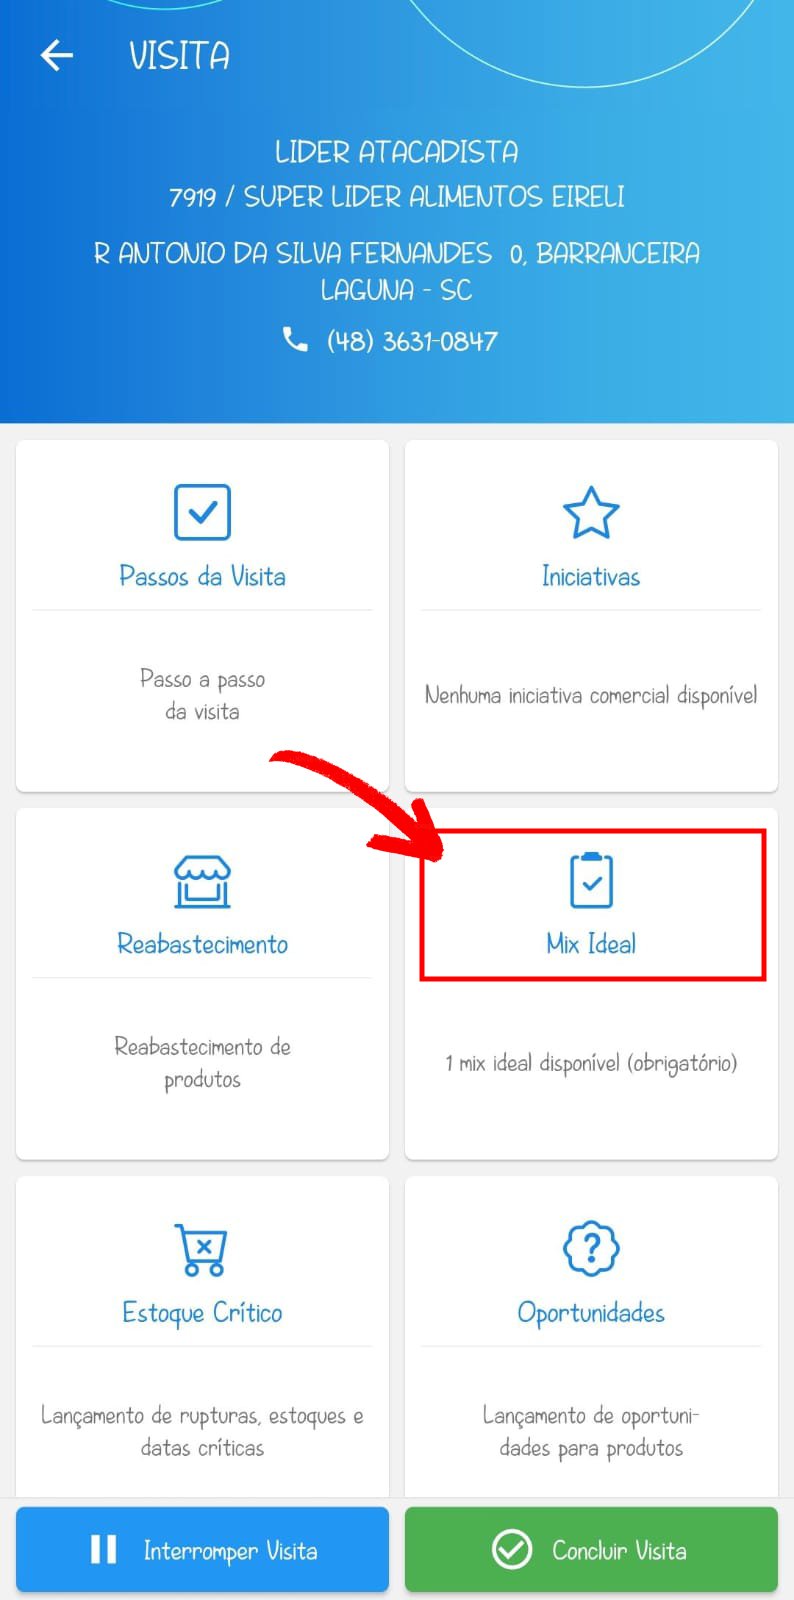 VISITA
LIDER ATACADISTA
7919 / SUPER LIDER ALIMENTOS EIRELI
R ANTONIO DA SILVA FERNANDES 0, BARRANCEIRA
LAGUNA - SC
(48) 3631-0847
Passos da Visita
Passo a passo
da visita
Iniciativas
Nenhuma iniciativa comercial disponível
Reabastecimento
Reabastecimento de
produtos
Mix Ideal
1 mix ideal disponível (obrigatório)
Estoque Crítico
Lançamento de rupturas, estoques e
datas críticas
Oportunidades
Lançamento de oportuni-
dades para produtos
Interromper Visita
Concluir Visita